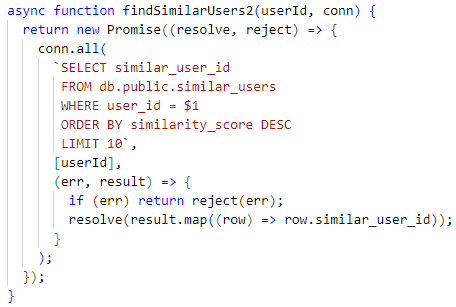 async function findSimilarUsers2(userId, conn) {
  return new Promise((resolve, reject) => {
    conn.all(
      `SELECT similar_user_id
       FROM db.public.similar_users
       WHERE user_id = $1
       ORDER BY similarity_score DESC
       LIMIT 10`,
      [userId],
      (err, result) => {
        if (err) return reject(err);
        resolve(result.map((row) => row.similar_user_id));
      }
    );
  });
}